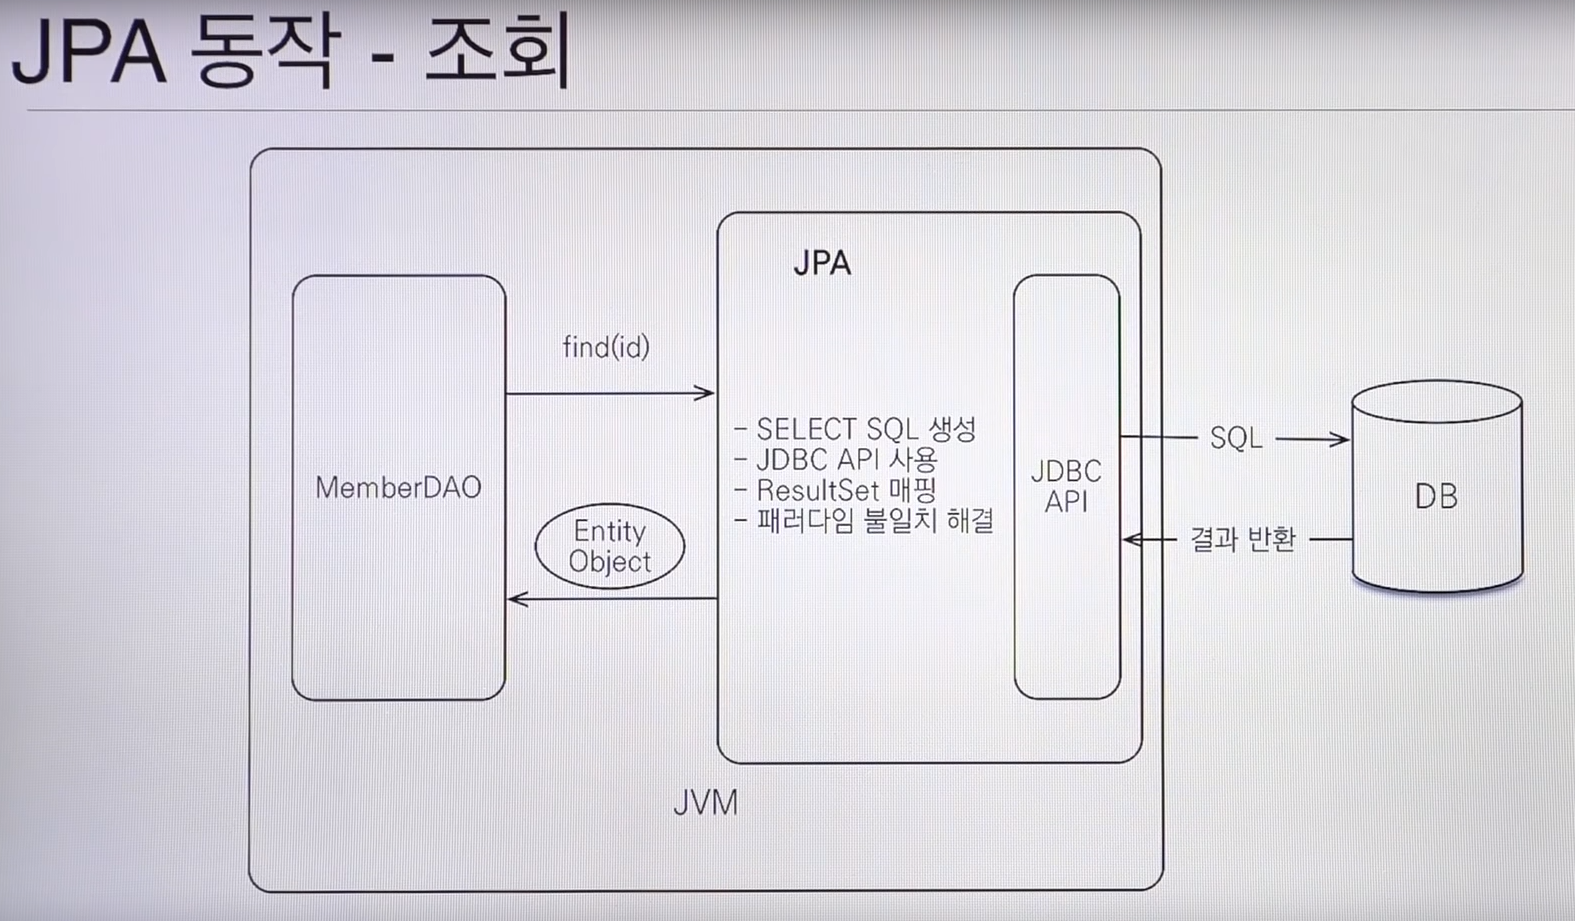 JPA 동작 - 조회
JPA
find(id)
- SELECT SQL 생성
- JDBC API 사용
- ResultSet 매핑
- 패러다임 불일치 해결
MemberDAO
Entity
Object
JDBC
API
SQL
결과 반환
DB
JVM